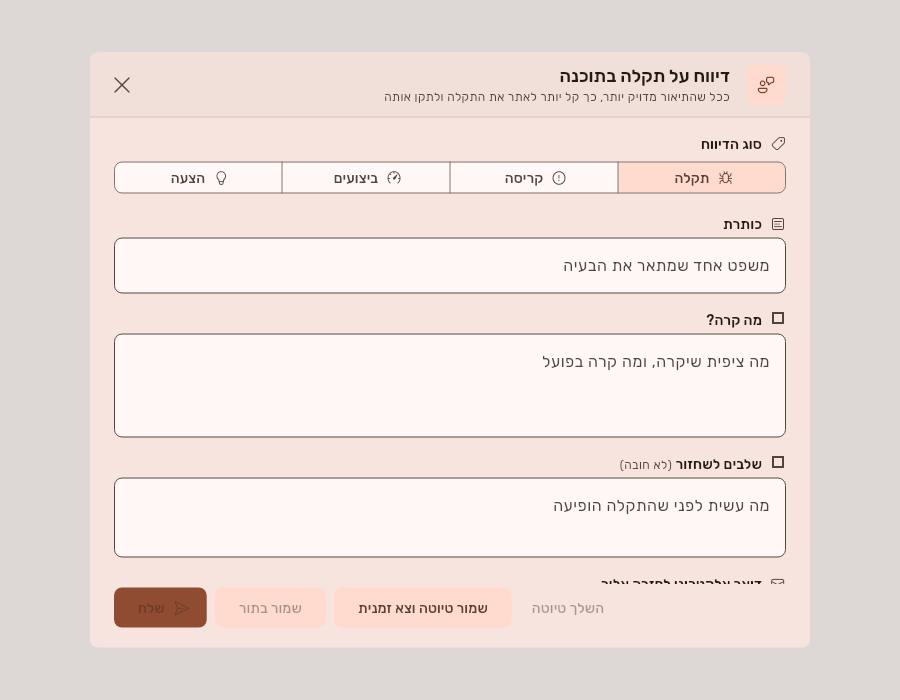 דיווח על תקלה בתוכנה
ככל שהתיאור מדויק יותר, כך קל יותר לאתר את התקלה ולתקן אותה
סוג הדיווח
תקלה
קריסה
ביצועים
הצעה
כותרת
משפט אחד שמתאר את הבעיה
מה קרה?
מה ציפית שיקרה, ומה קרה בפועל
שלבים לשחזור (לא חובה)
מה עשית לפני שהתקלה הופיעה
השלך טיוטה
שמור טיוטה וצא זמנית
שמור בתור
שלח